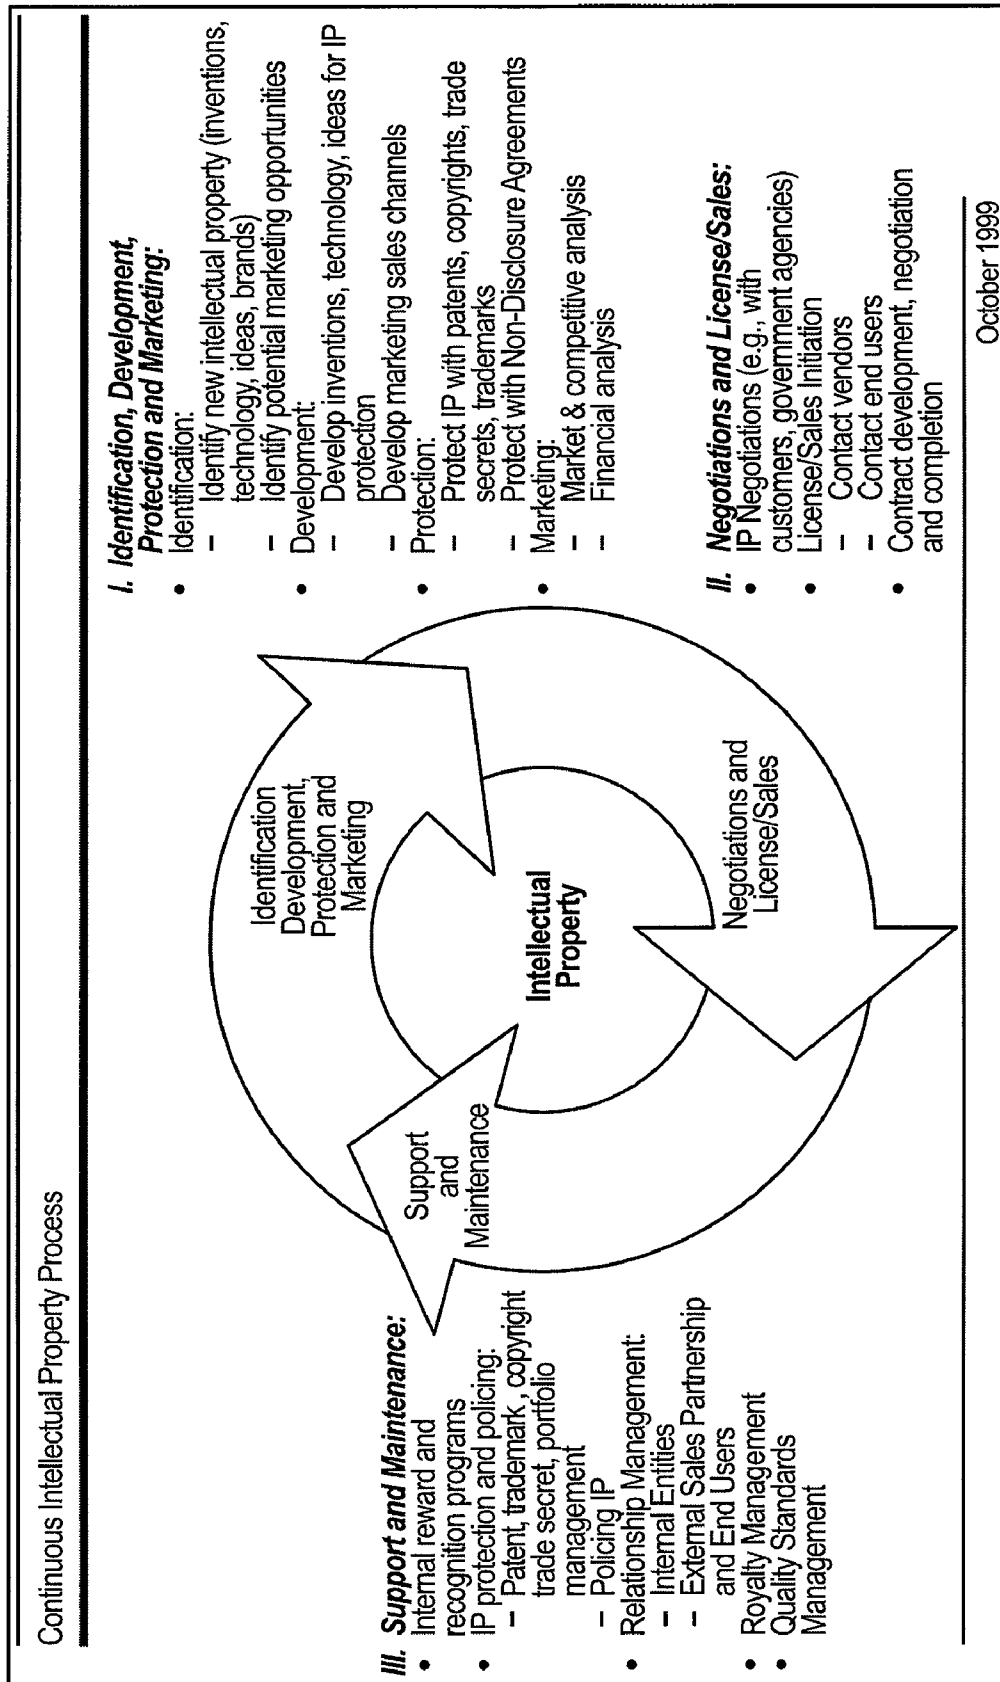 Continuous Intellectual Property Process
I. Identification, Development,
Protection and Marketing:
• Identification:
– Identify new intellectual property (inventions,
technology, ideas, brands)
– Identify potential marketing opportunities
• Development:
– Develop inventions, technology, ideas for IP
protection
– Develop marketing sales channels
• Protection:
– Protect IP with patents, copyrights, trade
secrets, trademarks
– Protect with Non-Disclosure Agreements
• Marketing:
– Market & competitive analysis
– Financial analysis
II. Negotiations and License/Sales:
• IP Negotiations (e.g., with
customers, government agencies)
• License/Sales Initiation
– Contact vendors
– Contact end users
• Contract development, negotiation
and completion
III. Support and Maintenance:
• Internal reward and
recognition programs
• IP protection and policing:
– Patent, trademark , copyright
trade secret, portfolio
management
– Policing IP
• Relationship Management:
– Internal Entities
– External Sales Partnership
and End Users
• Royalty Management
• Quality Standards
Management
Identification
Development,
Protection and
Marketing
Support
and
Maintenance
Intellectual
Property
Negotiations and
License/Sales
October 1999